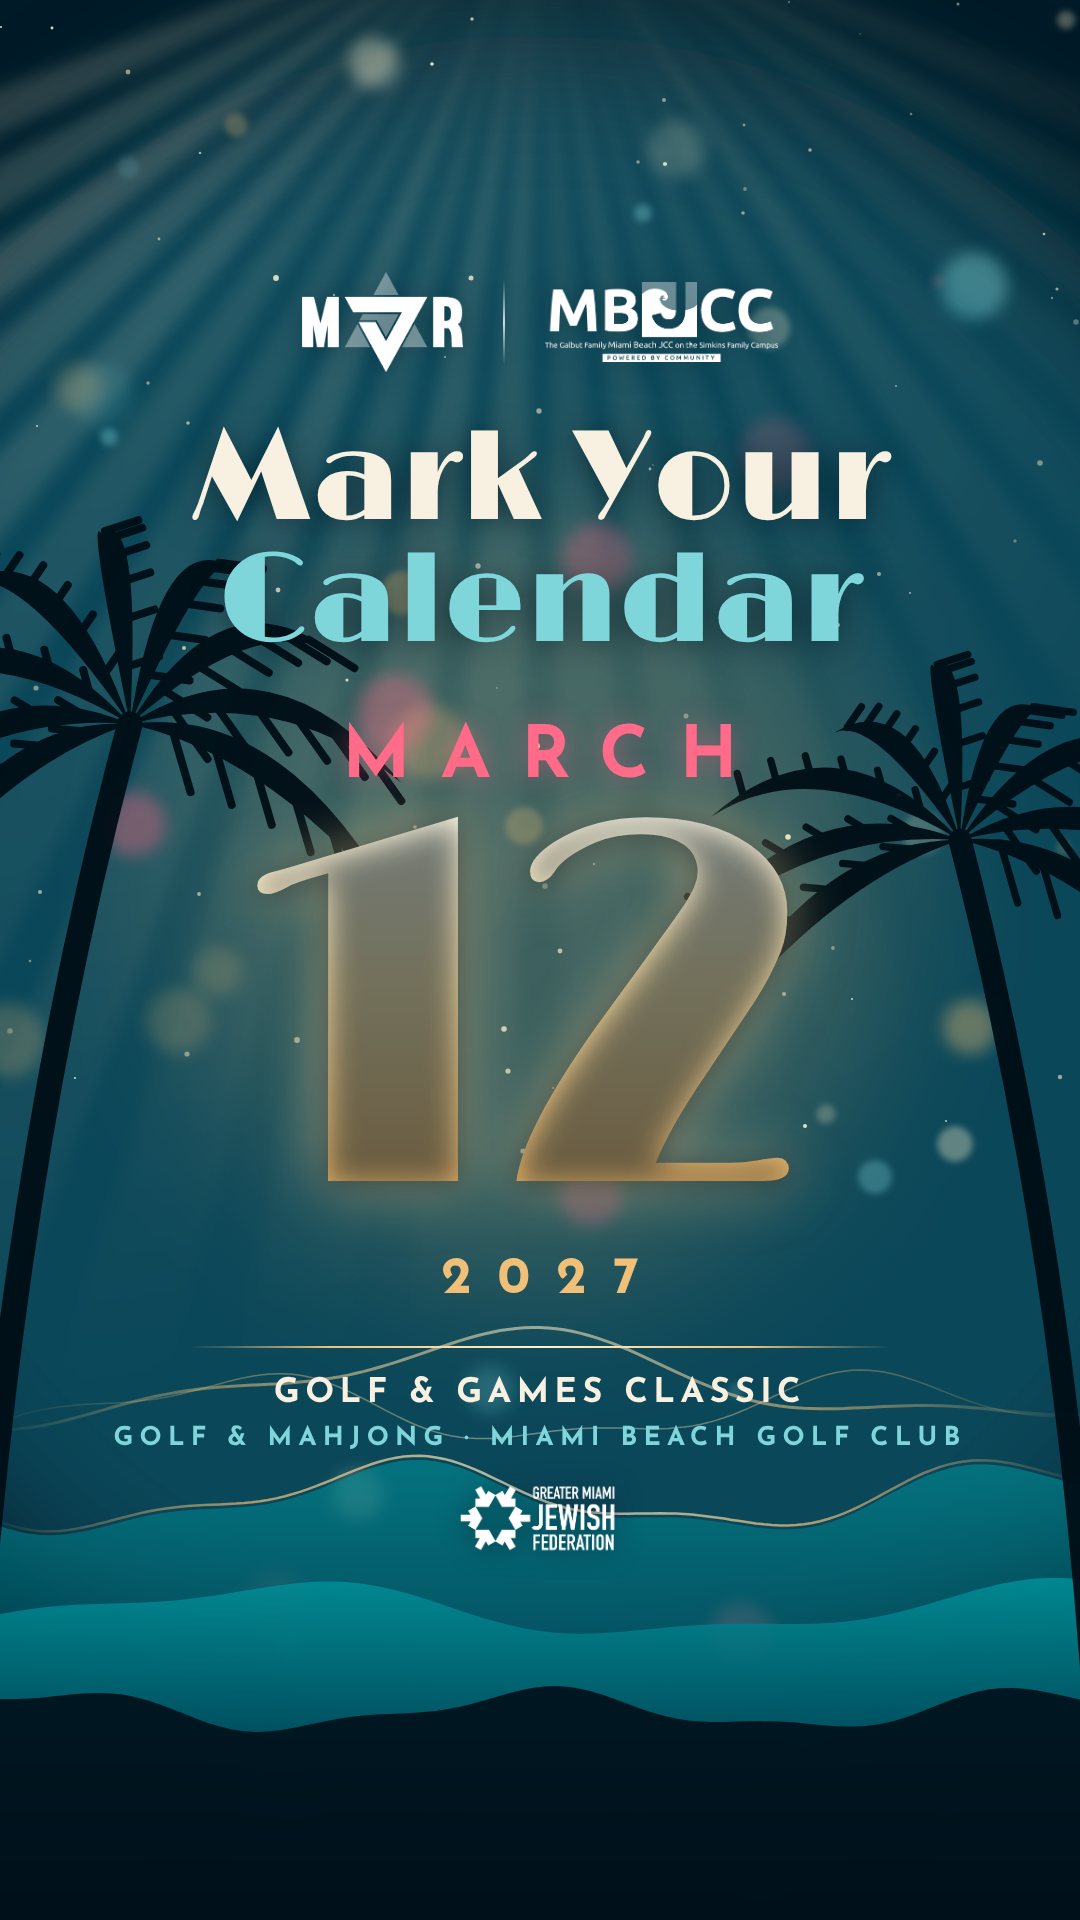 MAR
MBJCC
The Galbut Family Miami Beach JCC on the Simkins Family Campus
POWERED BY COMMUNITY
Mark Your
Calendar
MARCH
12
2027
GOLF & GAMES CLASSIC
GOLF & MAHJONG · MIAMI BEACH GOLF CLUB
GREATER MIAMI
JEWISH
FEDERATION